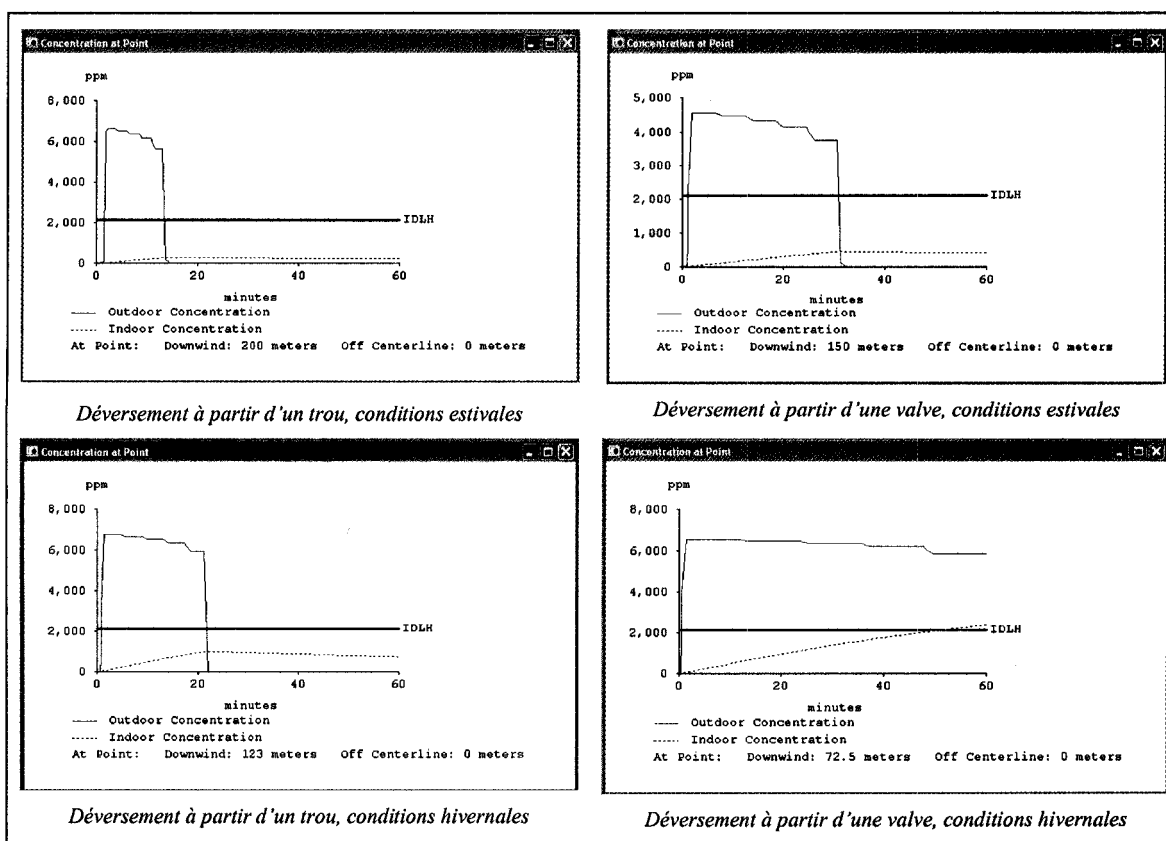 Concentration at Point
ppm
8,000
6,000
4,000
2,000
0
IDLH
0 20 40 60
minutes
Outdoor Concentration
Indoor Concentration
At Point: Downwind: 200 meters Off Centerline: 0 meters
Déversement à partir d'un trou, conditions estivales
Concentration at Point
ppm
5,000
4,000
3,000
2,000
1,000
0
IDLH
0 20 40 60
minutes
Outdoor Concentration
Indoor Concentration
At Point: Downwind: 150 meters Off Centerline: 0 meters
Déversement à partir d'une valve, conditions estivales
Concentration at Point
ppm
8,000
6,000
4,000
2,000
0
IDLH
0 20 40 60
minutes
Outdoor Concentration
Indoor Concentration
At Point: Downwind: 123 meters Off Centerline: 0 meters
Déversement à partir d'un trou, conditions hivernales
Concentration at Point
ppm
8,000
6,000
4,000
2,000
0
IDLH
0 20 40 60
minutes
Outdoor Concentration
Indoor Concentration
At Point: Downwind: 72.5 meters Off Centerline: 0 meters
Déversement à partir d'une valve, conditions hivernales